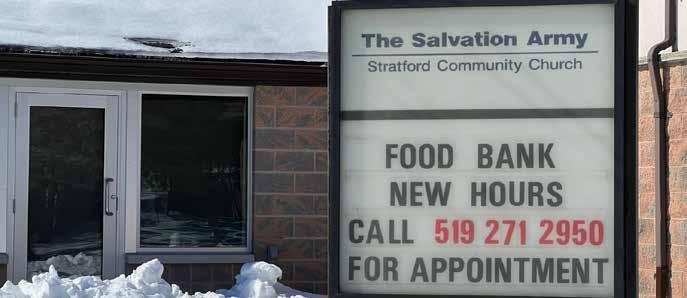 The Salvation Army
Stratford Community Church
FOOD BANK
NEW HOURS
CALL 519 271 2950
FOR APPOINTMENT